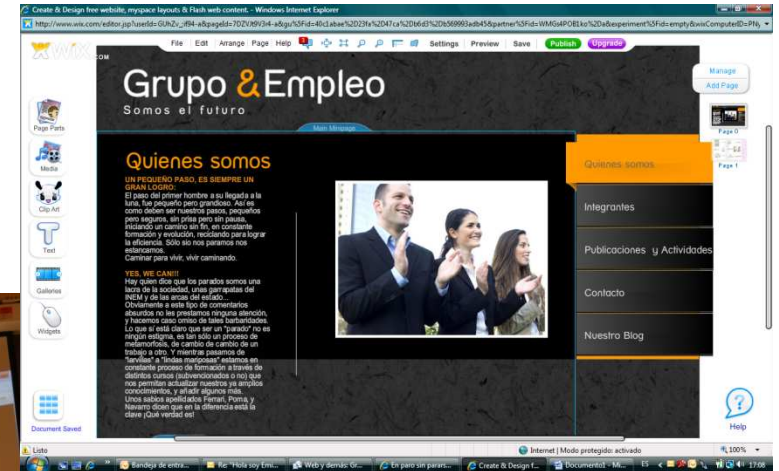 Create & Design free website, myspace layouts & Flash web content. - Windows Internet Explorer
WiX .COM
File Edit Arrange Page Help Settings Preview Save Publish Upgrade
Manage
Add Page
Page 0
Page 1
Page Parts
Media
Clip Art
Text
Galleries
Widgets
Document Saved
Grupo & Empleo
Somos el futuro
Main Minipage
Quienes somos
UN PEQUEÑO PASO, ES SIEMPRE UN
GRAN LOGRO:
El paso del primer hombre a su llegada a la
luna, fue pequeño pero grandioso. Así es
como deben ser nuestros pasos, pequeños
pero seguros, sin prisa pero sin pausa,
iniciando un camino sin fin, en constante
formación y evolución, reciclando para lograr
la eficiencia. Sólo sio nos paramos nos
estancamos.
Caminar para vivir, vivir caminando.
YES, WE CAN!!!
Hay quien dice que los parados somos una
lacra de la sociedad, unas garrapatas del
INEM y de las arcas del estado...
Obviamente a este tipo de comentarios
absurdos no les prestamos ninguna atención,
y hacemos caso omiso de tales barbaridades.
Lo que sí está claro que ser un "parado" no es
ningún estigma, es tan sólo un proceso de
metamorfosis, de cambio de cambio de un
trabajo a otro. Y mientras pasamos de
"larvillas" a "lindas mariposas" estamos en
constante proceso de formación a través de
distintos cursos (subvencionados o no) que
nos permitan actualizar nuestros ya amplios
conocimientos, y añadir algunos más.
Unos sabios apellidados Ferrari, Poma, y
Navarro dicen que en la diferencia está la
clave ¡Qué verdad es!
Quienes somos
Integrantes
Publicaciones y Actividades
Contacto
Nuestro Blog
Help
Listo
Internet | Modo protegido: activado
100%
Bandeja de entra...
Re: "Hola soy Emi...
Web y demás: Gr...
En paro sin parars...
Create & Design f...
Documento1 - Mi...
ES
17:08